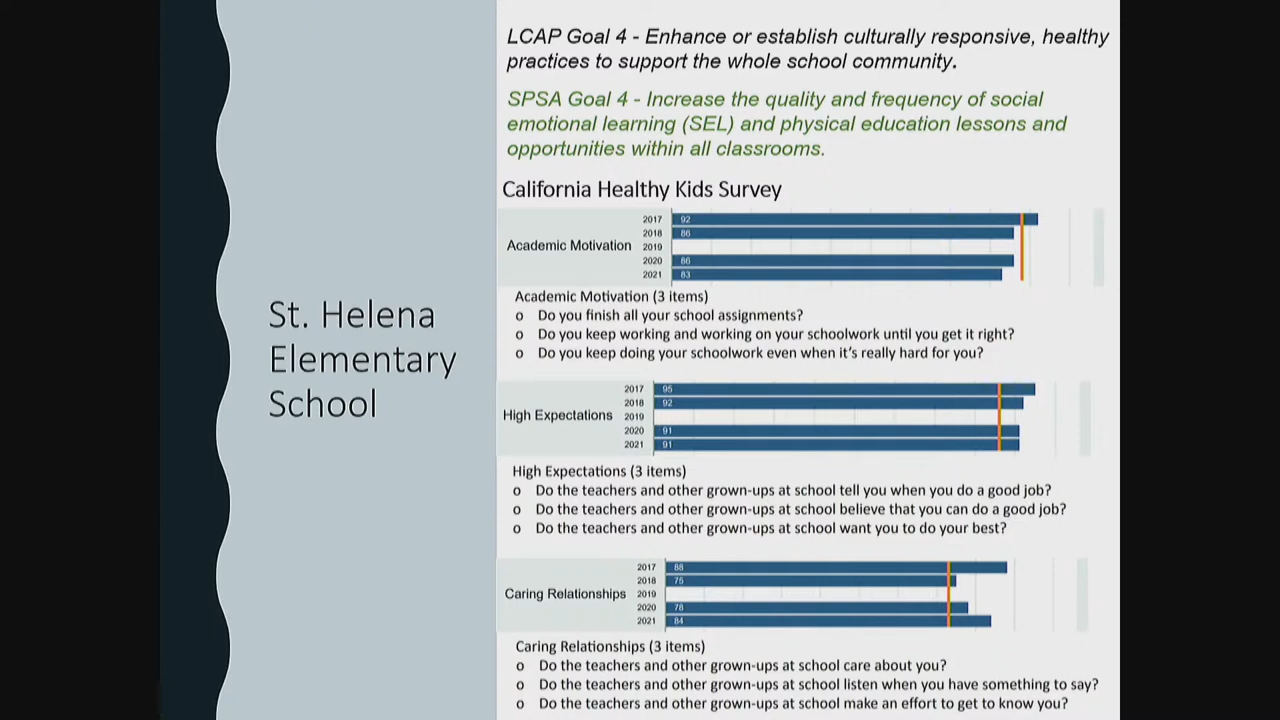 St. Helena
Elementary
School
LCAP Goal 4 - Enhance or establish culturally responsive, healthy
practices to support the whole school community.
SPSA Goal 4 - Increase the quality and frequency of social
emotional learning (SEL) and physical education lessons and
opportunities within all classrooms.
California Healthy Kids Survey
Academic Motivation
2017 92
2018 86
2019
2020 86
2021 83
Academic Motivation (3 items)
o Do you finish all your school assignments?
o Do you keep working and working on your schoolwork until you get it right?
o Do you keep doing your schoolwork even when it's really hard for you?
High Expectations
2017 95
2018 92
2019
2020 91
2021 91
High Expectations (3 items)
o Do the teachers and other grown-ups at school tell you when you do a good job?
o Do the teachers and other grown-ups at school believe that you can do a good job?
o Do the teachers and other grown-ups at school want you to do your best?
Caring Relationships
2017 88
2018 75
2019
2020 78
2021 84
Caring Relationships (3 items)
o Do the teachers and other grown-ups at school care about you?
o Do the teachers and other grown-ups at school listen when you have something to say?
o Do the teachers and other grown-ups at school make an effort to get to know you?